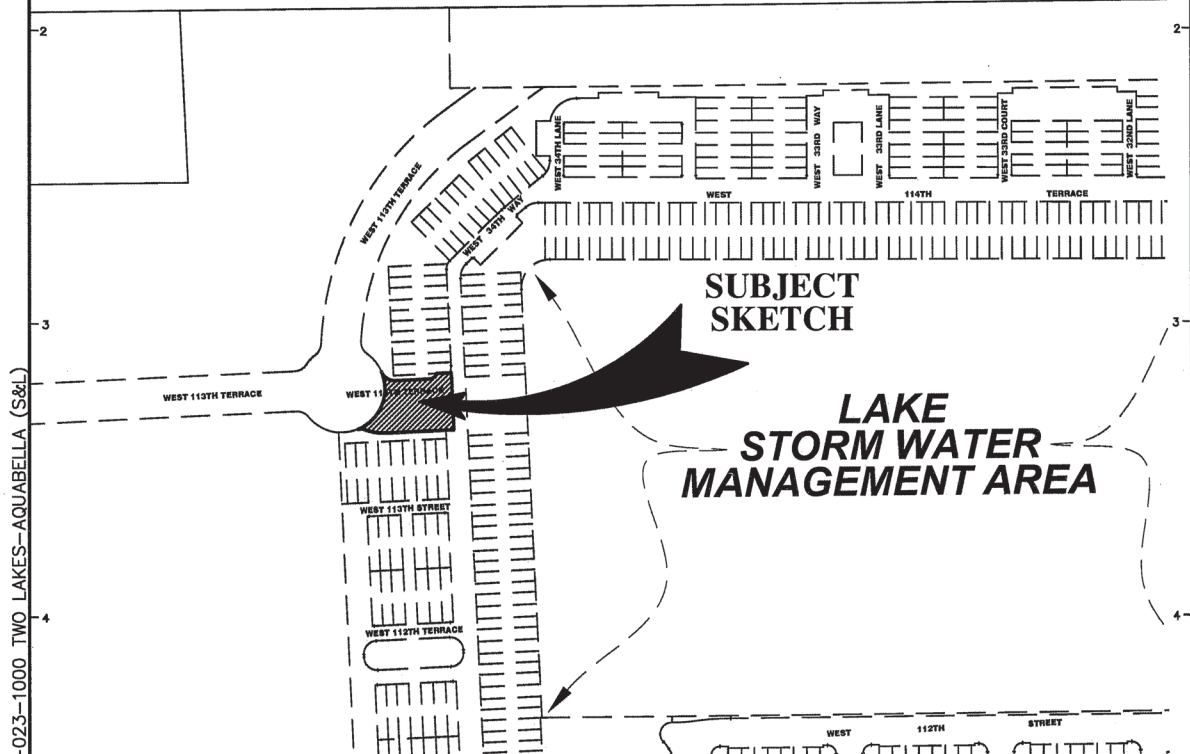 2
2
WEST 34TH LANE
WEST 33RD WAY
WEST 33RD LANE
WEST 33RD COURT
WEST 32ND LANE
WEST 113TH TERRACE
WEST 34TH WAY
WEST 114TH TERRACE
SUBJECT
SKETCH
3
3
WEST 113TH TERRACE
WEST TERRACE
LAKE
STORM WATER
MANAGEMENT AREA
WEST 113TH STREET
4
4
WEST 112TH TERRACE
WEST 112TH STREET
-023-1000 TWO LAKES-AQUABELLA (S&L)